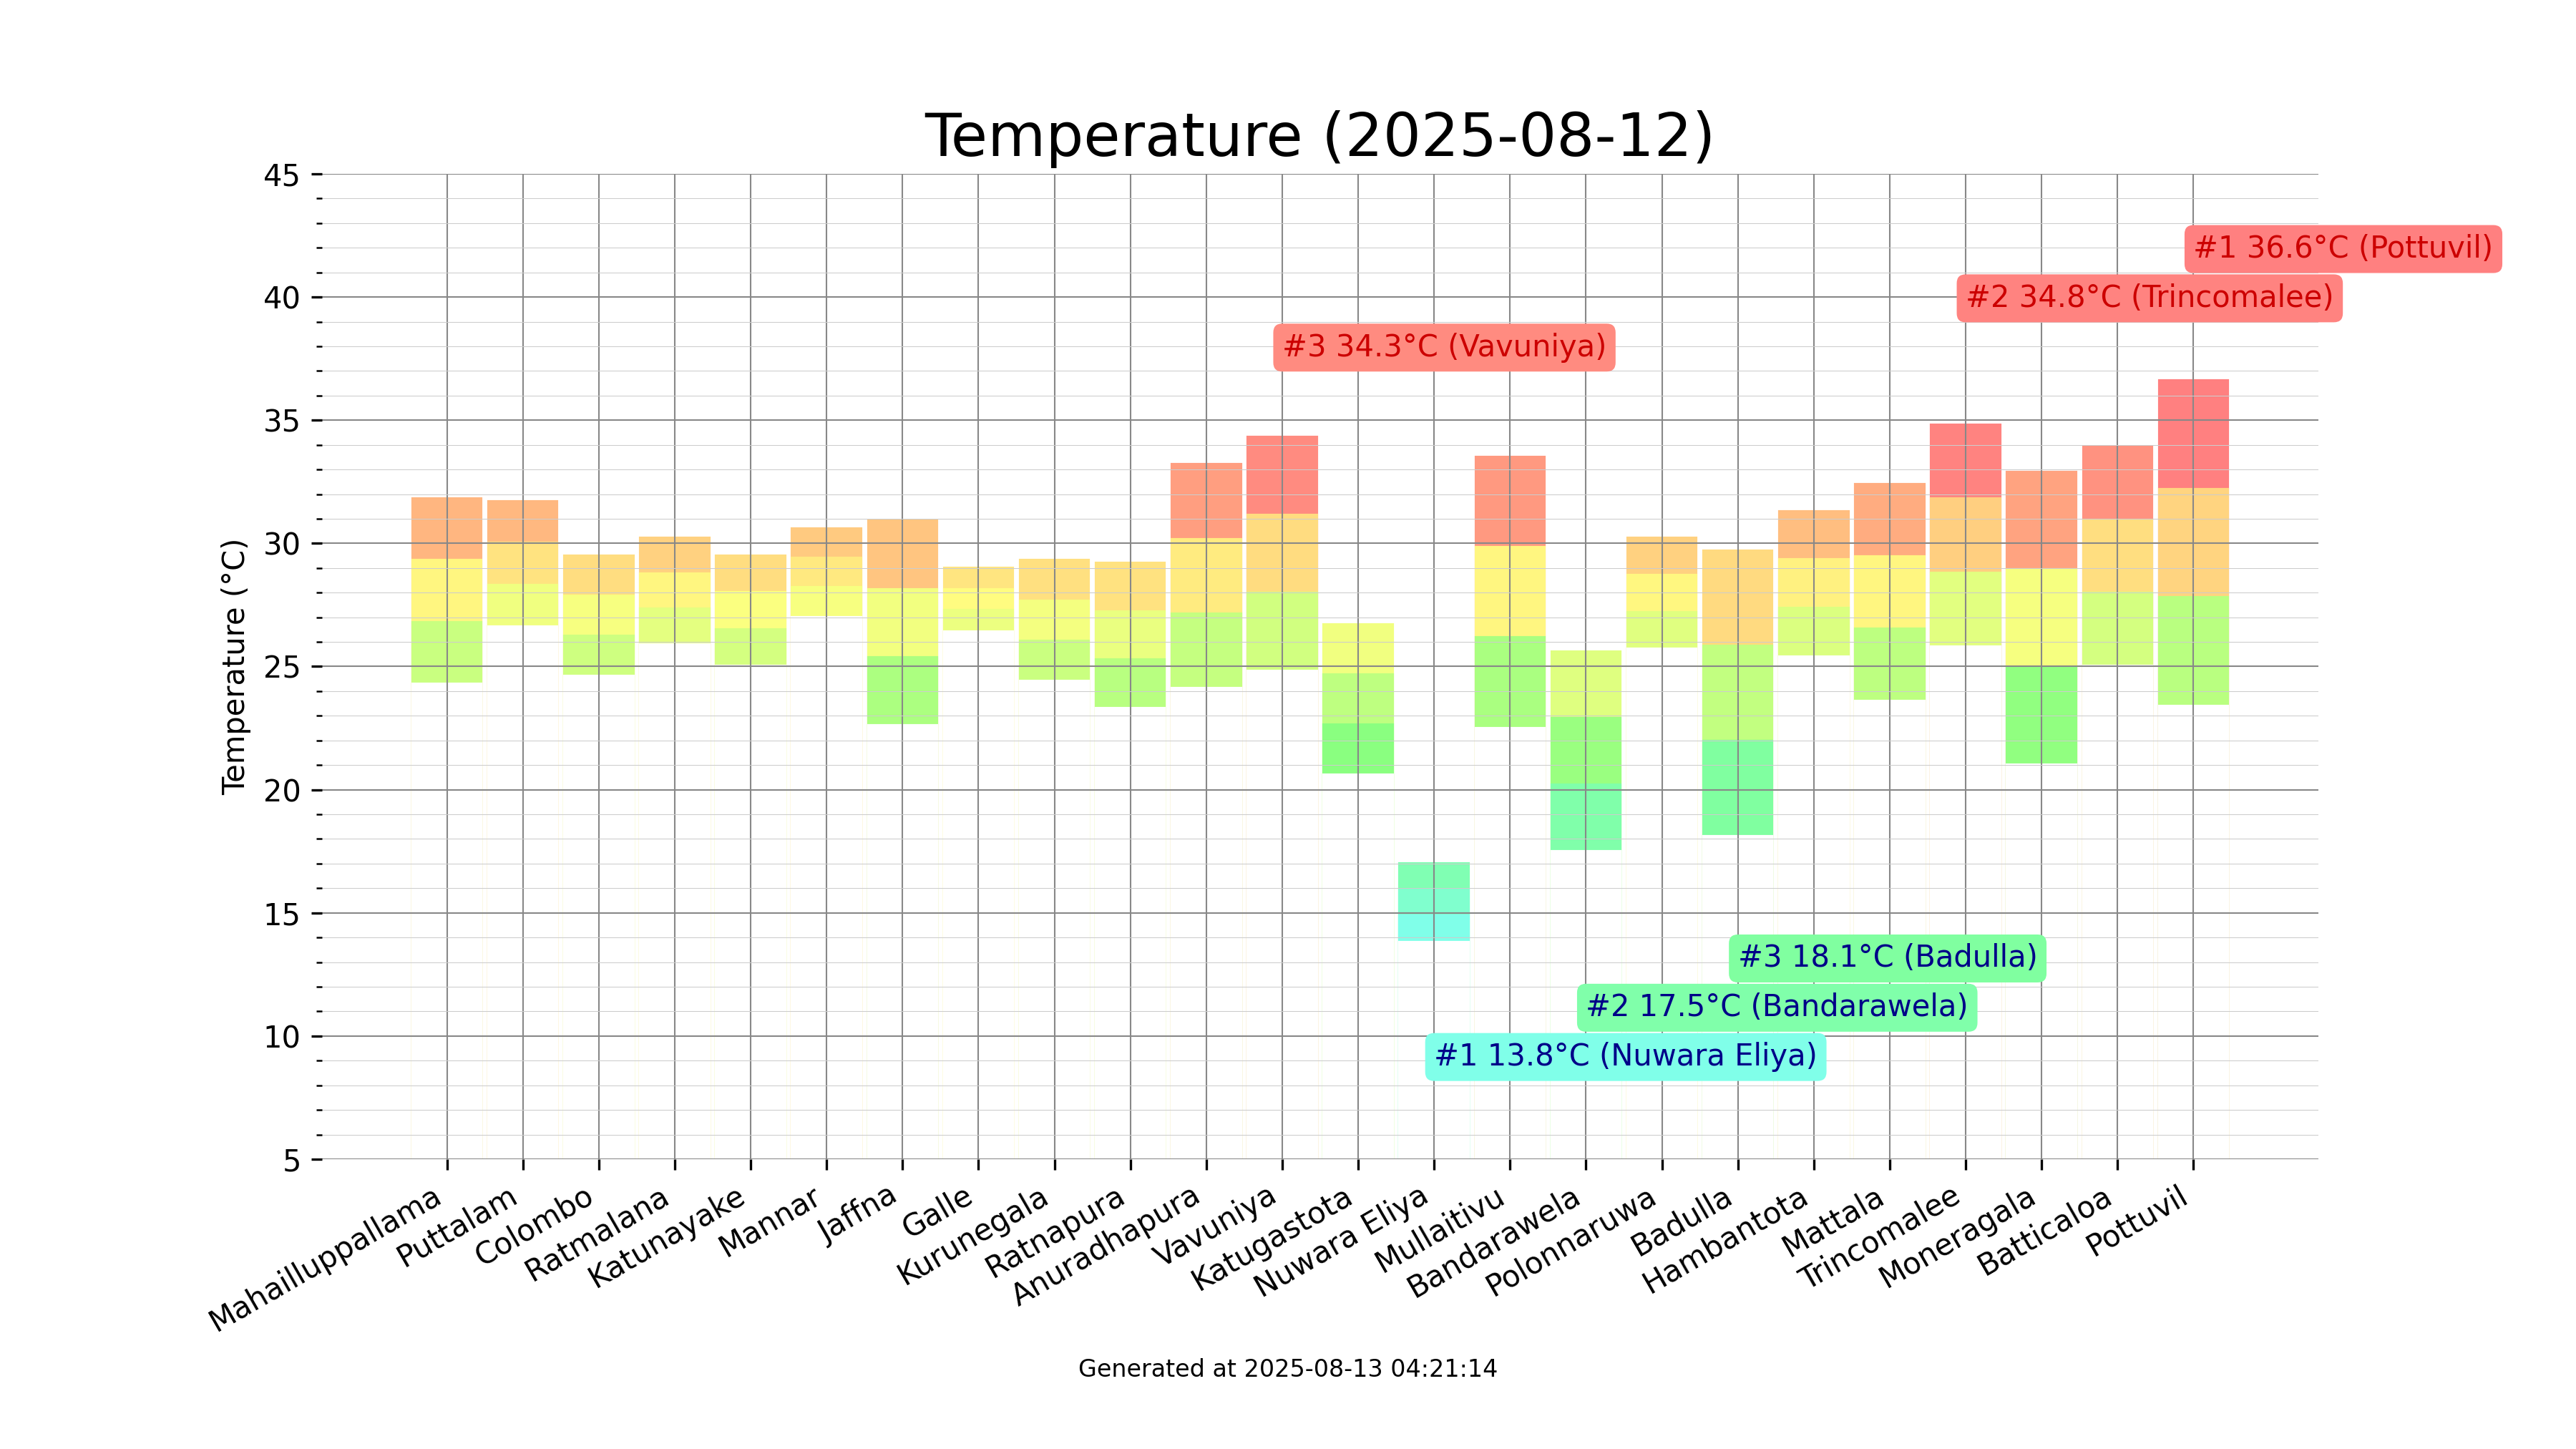 Temperature (2025-08-12)
45
40
35
30
25
20
15
10
5
Temperature (°C)
#1 36.6°C (Pottuvil)
#2 34.8°C (Trincomalee)
#3 34.3°C (Vavuniya)
#3 18.1°C (Badulla)
#2 17.5°C (Bandarawela)
#1 13.8°C (Nuwara Eliya)
Mahailluppallama
Puttalam
Colombo
Ratmalana
Katunayake
Mannar
Jaffna
Galle
Kurunegala
Ratnapura
Anuradhapura
Vavuniya
Katugastota
Nuwara Eliya
Mullaitivu
Bandarawela
Polonnaruwa
Badulla
Hambantota
Mattala
Trincomalee
Moneragala
Batticaloa
Pottuvil
Generated at 2025-08-13 04:21:14